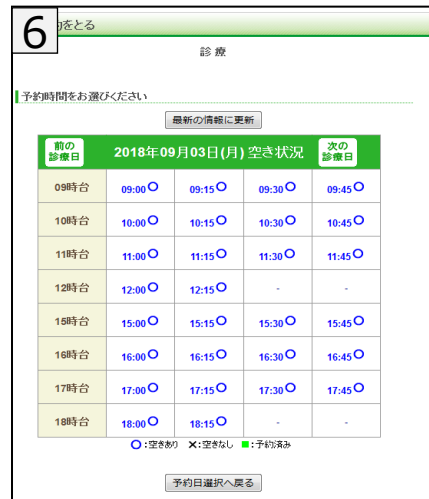 6
約をとる
診 療
予約時間をお選びください
最新の情報に更新
前の診療日 2018年09月03日(月) 空き状況 次の診療日
09時台 09:00○ 09:15○ 09:30○ 09:45○
10時台 10:00○ 10:15○ 10:30○ 10:45○
11時台 11:00○ 11:15○ 11:30○ 11:45○
12時台 12:00○ 12:15○ - -
15時台 15:00○ 15:15○ 15:30○ 15:45○
16時台 16:00○ 16:15○ 16:30○ 16:45○
17時台 17:00○ 17:15○ 17:30○ 17:45○
18時台 18:00○ 18:15○ - -
○:空きあり ×:空きなし ■:予約済み
予約日選択へ戻る